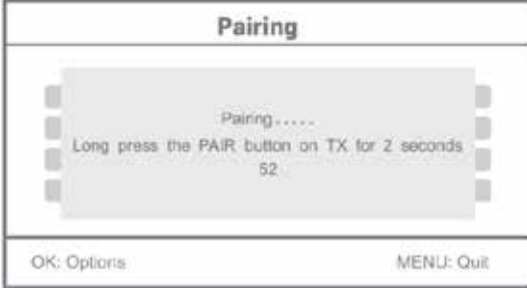 Pairing
Pairing.....
Long press the PAIR button on TX for 2 seconds
52
OK: Options
MENU: Quit